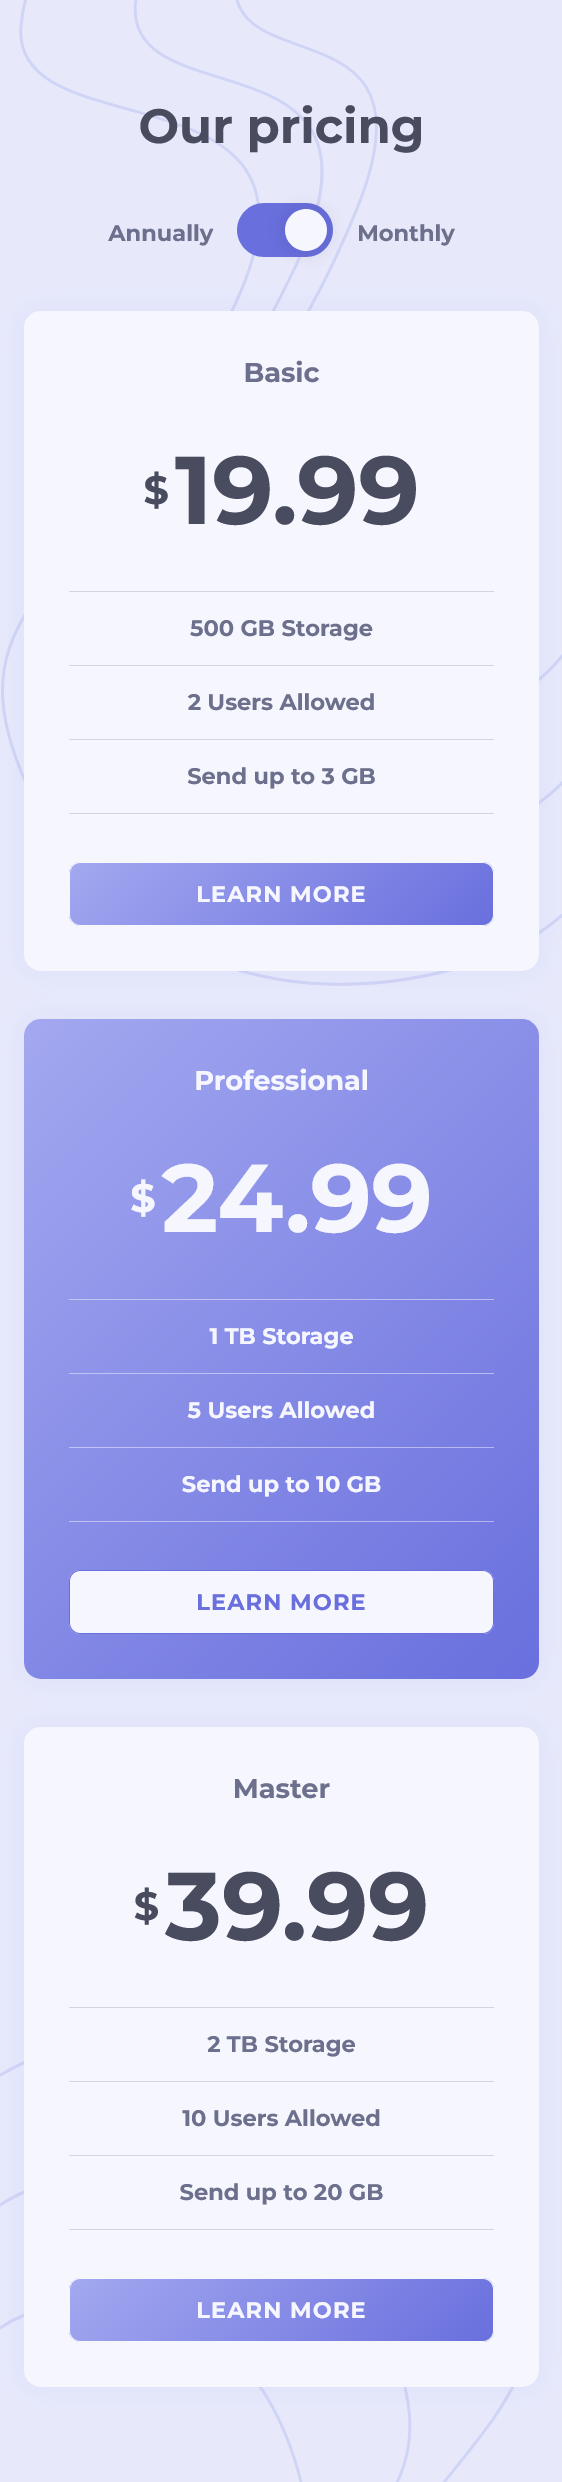 Our pricing
Annually Monthly
Basic
$19.99
500 GB Storage
2 Users Allowed
Send up to 3 GB
LEARN MORE
Professional
$24.99
1 TB Storage
5 Users Allowed
Send up to 10 GB
LEARN MORE
Master
$39.99
2 TB Storage
10 Users Allowed
Send up to 20 GB
LEARN MORE